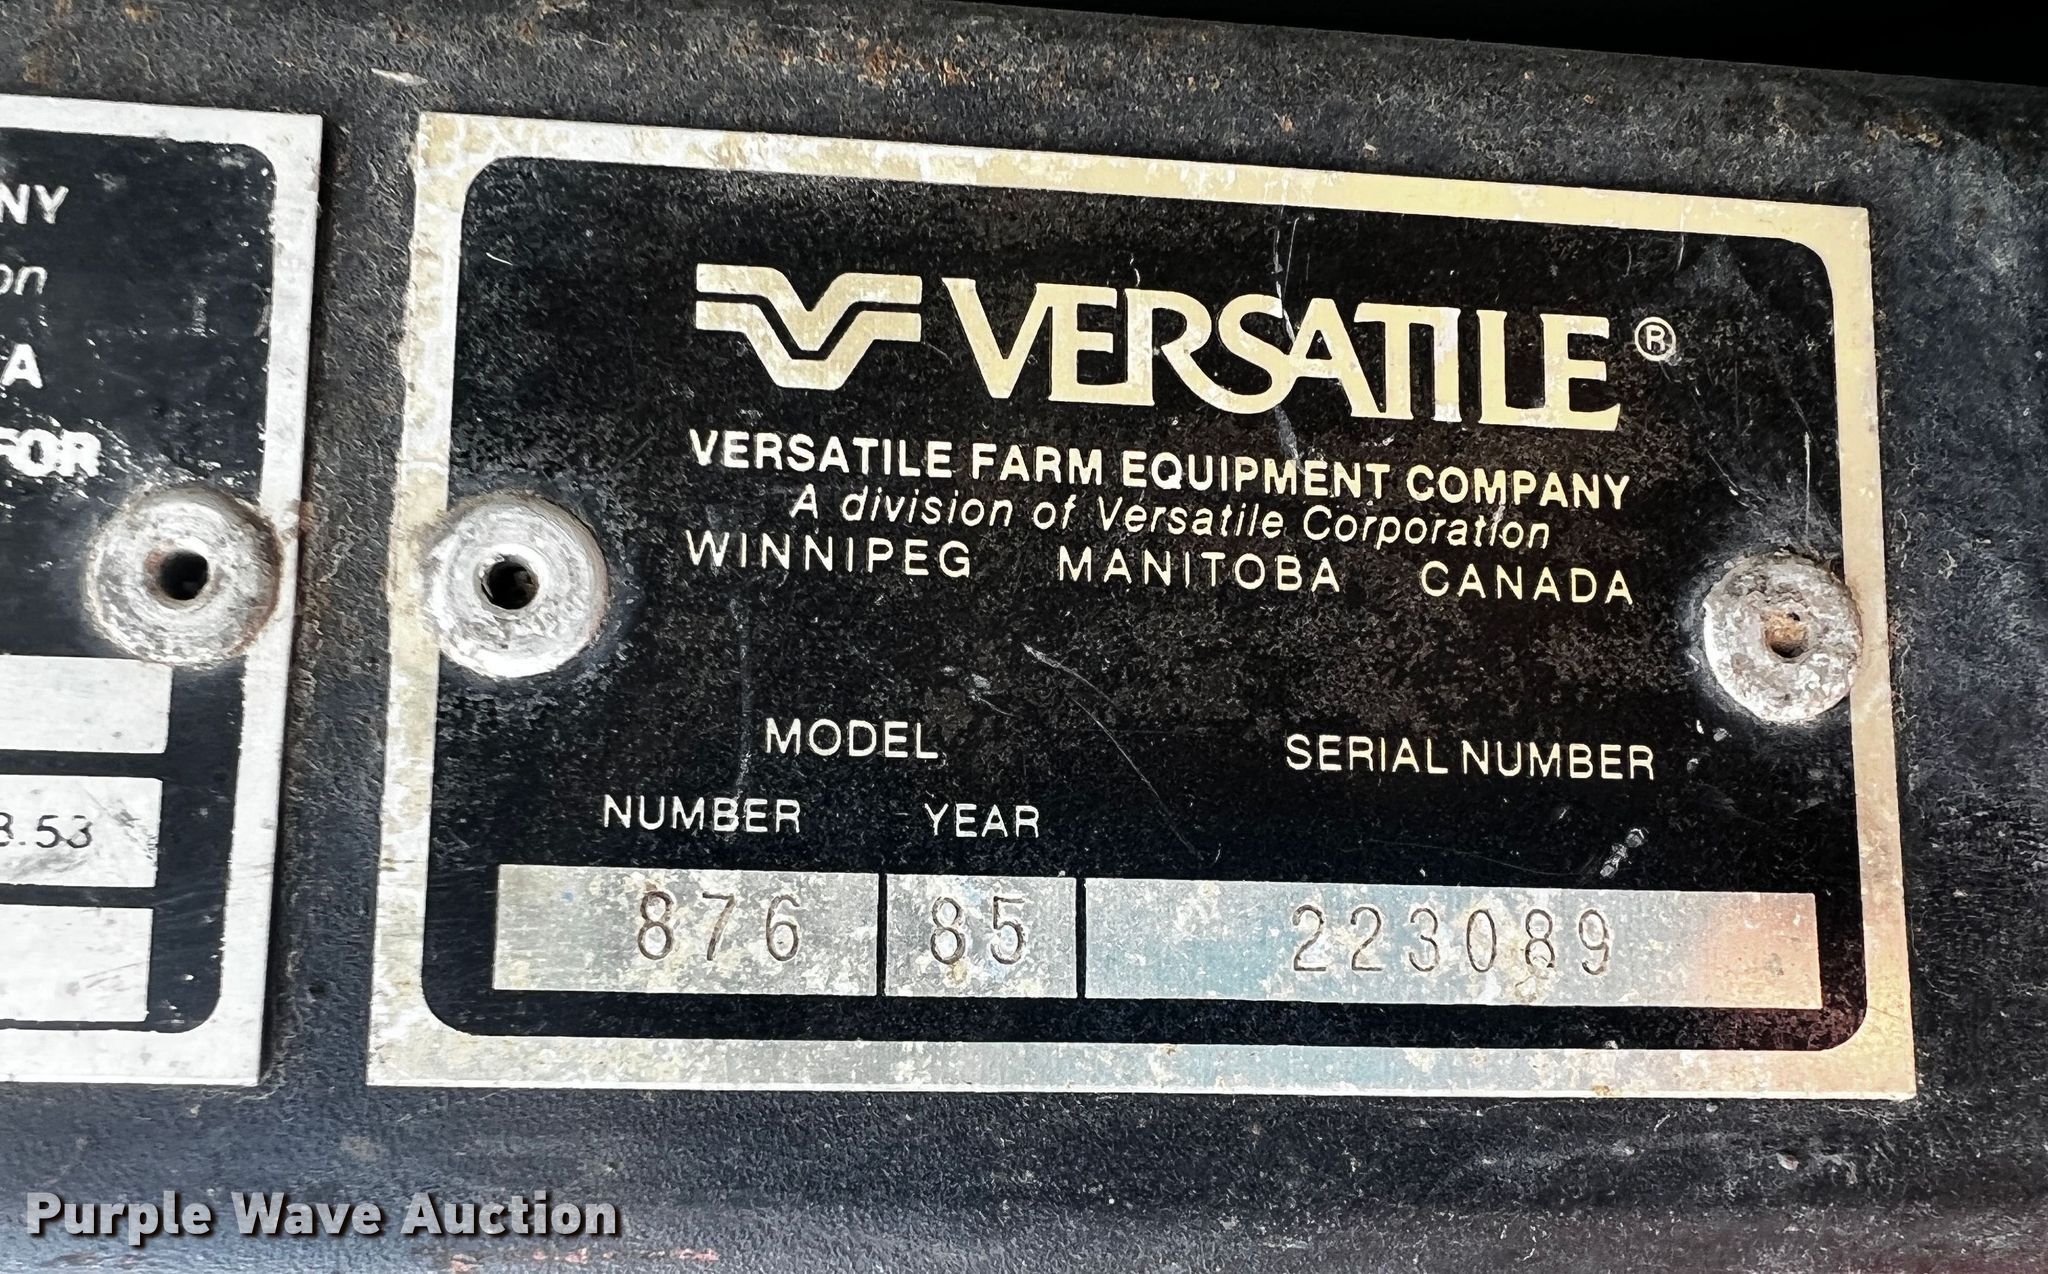 NY
on
A
FOR
8.53
VERSATILE®
VERSATILE FARM EQUIPMENT COMPANY
A division of Versatile Corporation
WINNIPEG MANITOBA CANADA
MODEL SERIAL NUMBER
NUMBER YEAR
876 85 223089
Purple Wave Auction